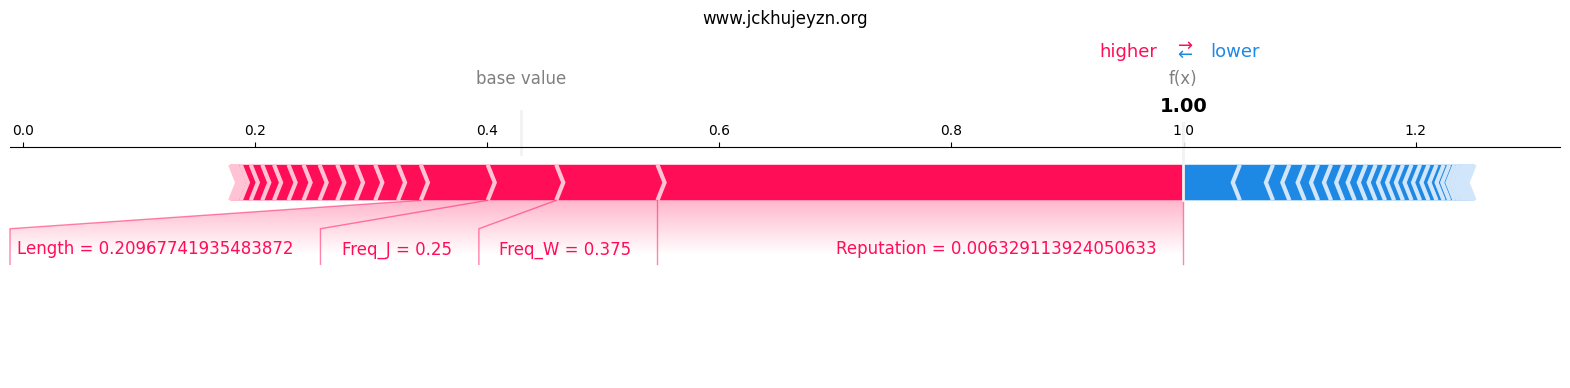 www.jckhujeyzn.org
higher ⇄ lower
base value f(x)
1.00
0.0 0.2 0.4 0.6 0.8 1.0 1.2
Length = 0.20967741935483872 Freq_J = 0.25 Freq_W = 0.375 Reputation = 0.006329113924050633